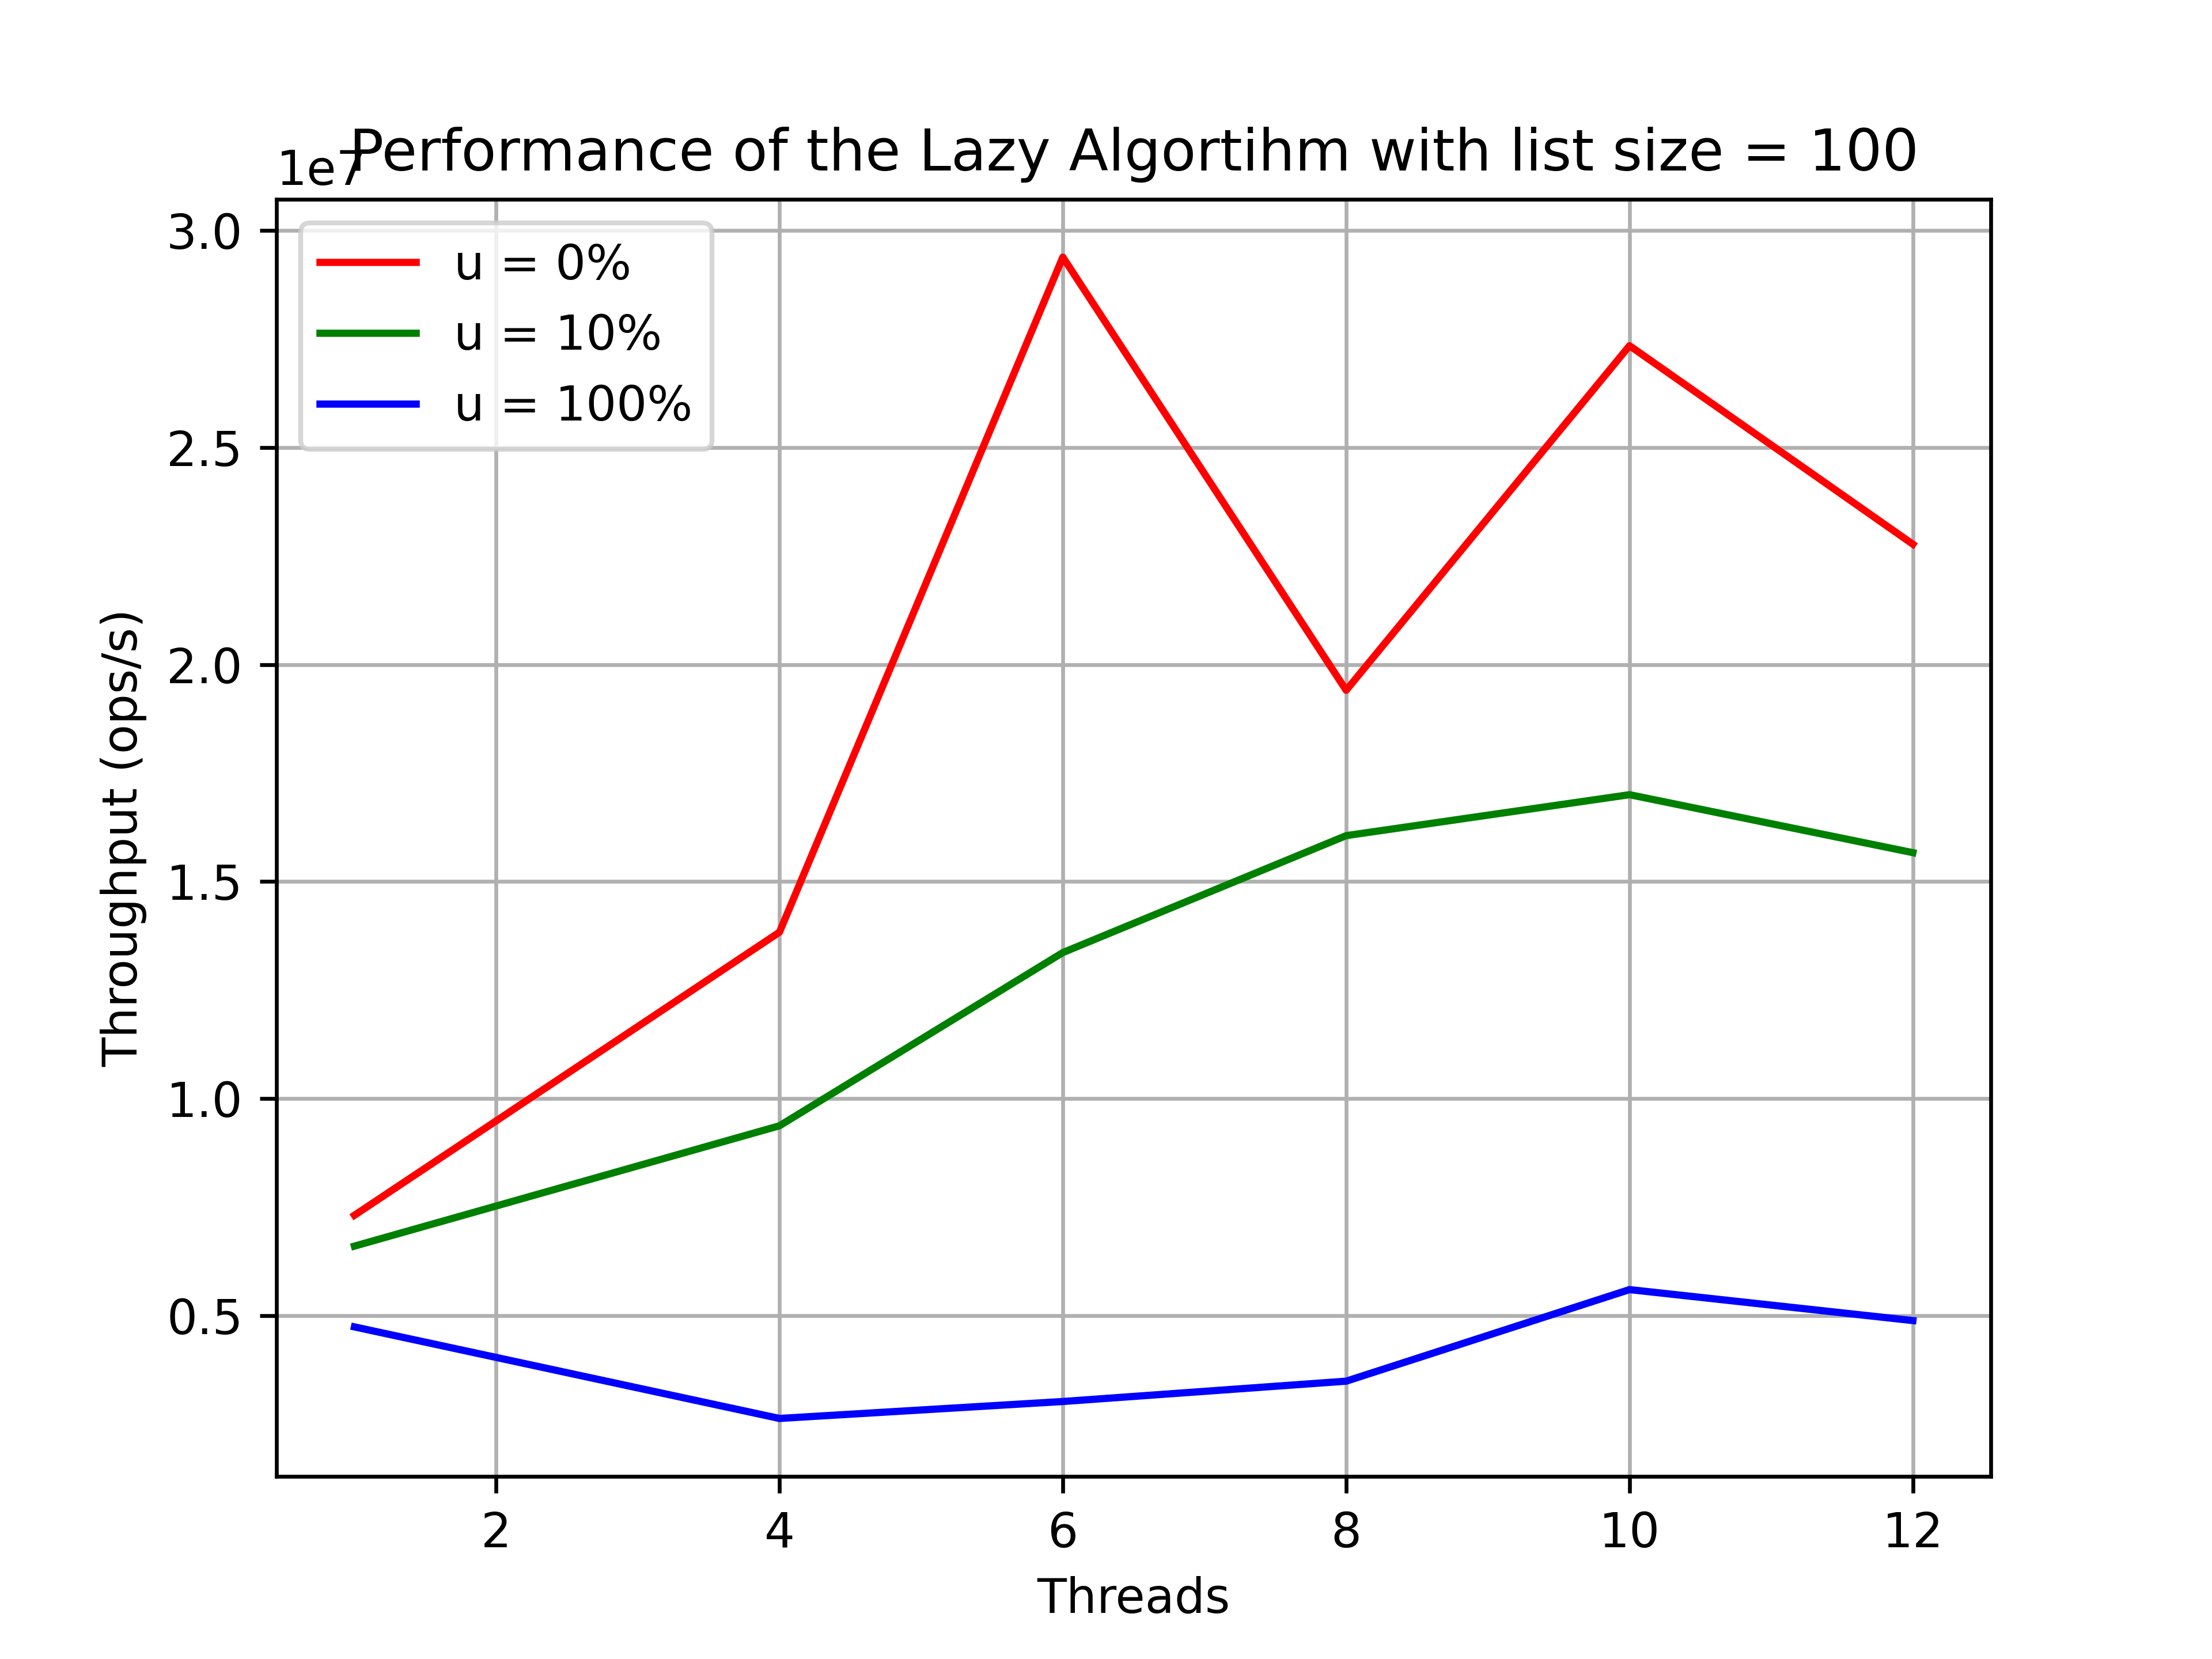 Performance of the Lazy Algortihm with list size = 100
1e7
u = 0%
u = 10%
u = 100%
3.0
2.5
2.0
1.5
1.0
0.5
Throughput (ops/s)
2 4 6 8 10 12
Threads